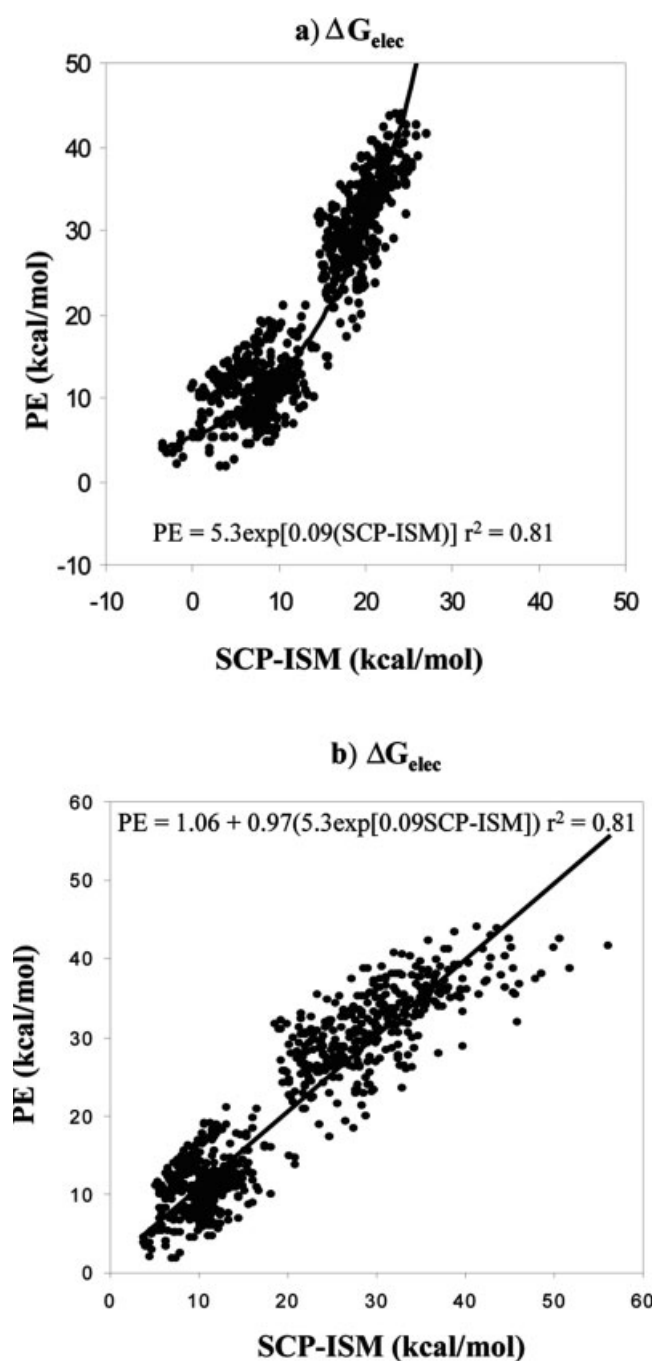 a) ΔG_elec
50
40
30
20
10
0
-10
PE (kcal/mol)
PE = 5.3exp[0.09(SCP-ISM)] r² = 0.81
-10 0 10 20 30 40 50
SCP-ISM (kcal/mol)
b) ΔG_elec
60
50
40
30
20
10
0
PE (kcal/mol)
PE = 1.06 + 0.97(5.3exp[0.09SCP-ISM]) r² = 0.81
0 10 20 30 40 50 60
SCP-ISM (kcal/mol)